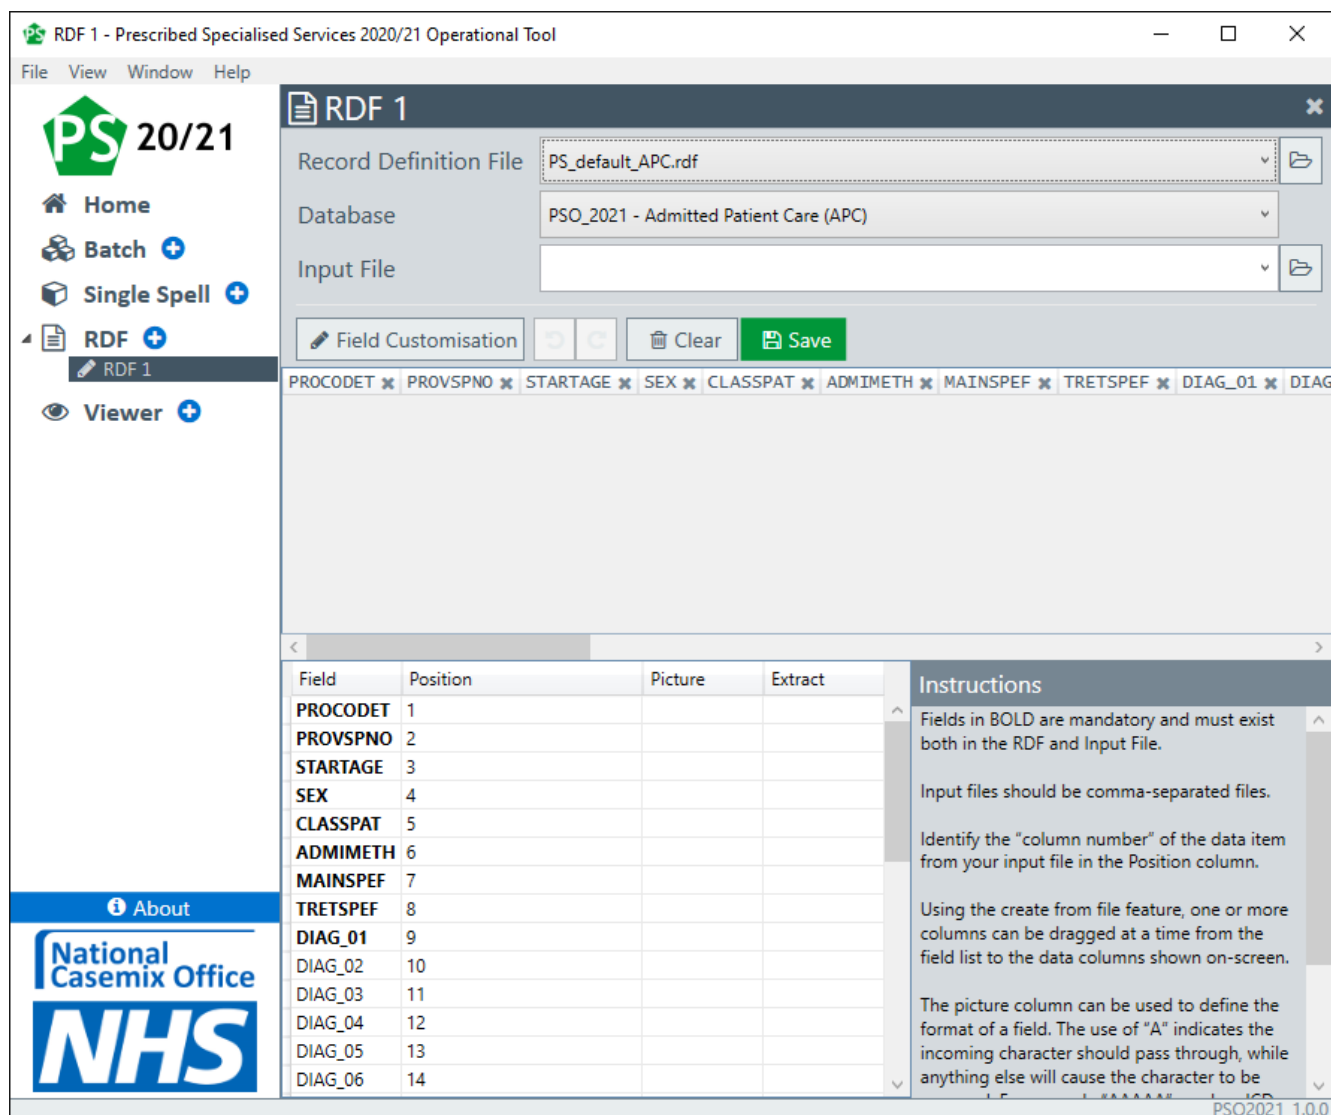 RDF 1 - Prescribed Specialised Services 2020/21 Operational Tool
File View Window Help
PS 20/21
Home
Batch
Single Spell
RDF
RDF 1
Viewer
About
National
Casemix Office
NHS
RDF 1
Record Definition File PS_default_APC.rdf
Database PSO_2021 - Admitted Patient Care (APC)
Input File
Field Customisation Clear Save
PROCODET PROVSPNO STARTAGE SEX CLASSPAT ADMIMETH MAINSPEF TRETSPEF DIAG_01 DIAG
Field Position Picture Extract
PROCODET 1
PROVSPNO 2
STARTAGE 3
SEX 4
CLASSPAT 5
ADMIMETH 6
MAINSPEF 7
TRETSPEF 8
DIAG_01 9
DIAG_02 10
DIAG_03 11
DIAG_04 12
DIAG_05 13
DIAG_06 14
Instructions
Fields in BOLD are mandatory and must exist
both in the RDF and Input File.
Input files should be comma-separated files.
Identify the “column number” of the data item
from your input file in the Position column.
Using the create from file feature, one or more
columns can be dragged at a time from the
field list to the data columns shown on-screen.
The picture column can be used to define the
format of a field. The use of “A” indicates the
incoming character should pass through, while
anything else will cause the character to be
PSO2021 1.0.0